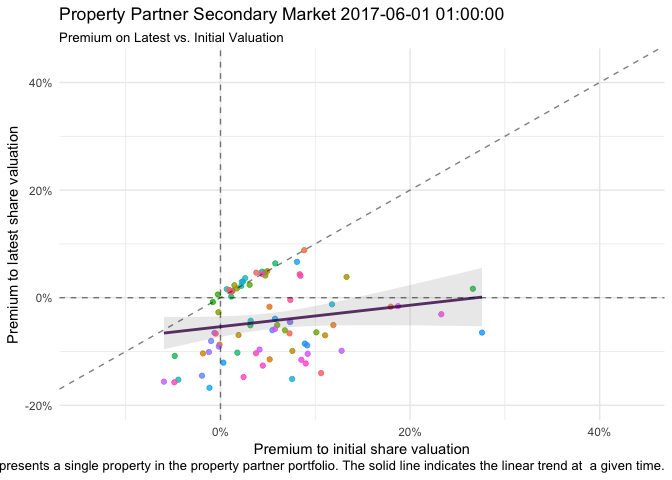 Property Partner Secondary Market 2017-06-01 01:00:00
Premium on Latest vs. Initial Valuation
Premium to latest share valuation
40%
20%
0%
-20%
0%
20%
40%
Premium to initial share valuation
presents a single property in the property partner portfolio. The solid line indicates the linear trend at  a given time.